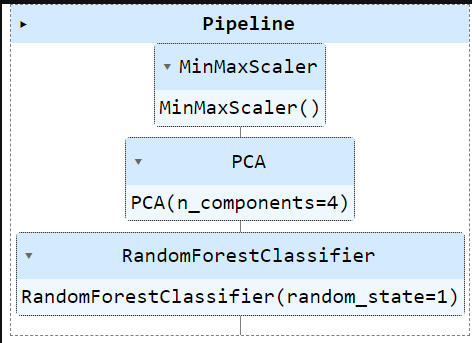 Pipeline
MinMaxScaler
MinMaxScaler()
PCA
PCA(n_components=4)
RandomForestClassifier
RandomForestClassifier(random_state=1)